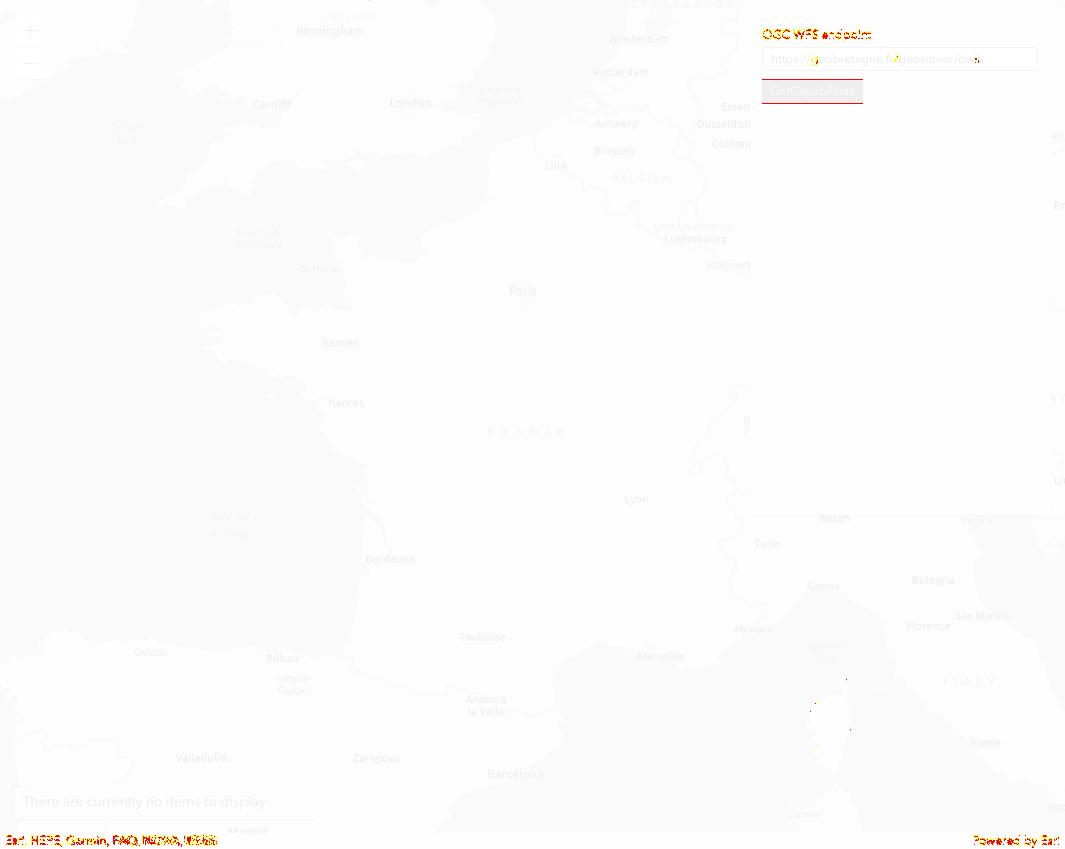 ENGLAND
Birmingham
NETHERLANDS
Amsterdam
Rotterdam
OGC WFS endpoint
https://geobretagne.fr/geoserver/ows
GetCapabilities
Cardiff
London
Essen
Antwerp
Dusseldorf
Brussels
Cologne
Lille
BELGIUM
English
Channel
LUXEMBOURG
Luxembourg
St Helier
Saarbruck
Paris
Rennes
Nantes
FRANCE
Lyon
Bay of
Biscay
Milan
Venice
Turin
Bordeaux
Genoa
Bologna
San Marino
Florence
Monaco
Toulouse
Marseille
Oviedo
Bilbao
Vitoria-
Gasteiz
Ligurian
Sea
ITALY
Andorra
la Vella
Rome
Valladolid
Zaragoza
Barcelona
There are currently no items to display.
Sassari
Madrid
Esri, HERE, Garmin, FAO, NOAA, USGS
Powered by Esri